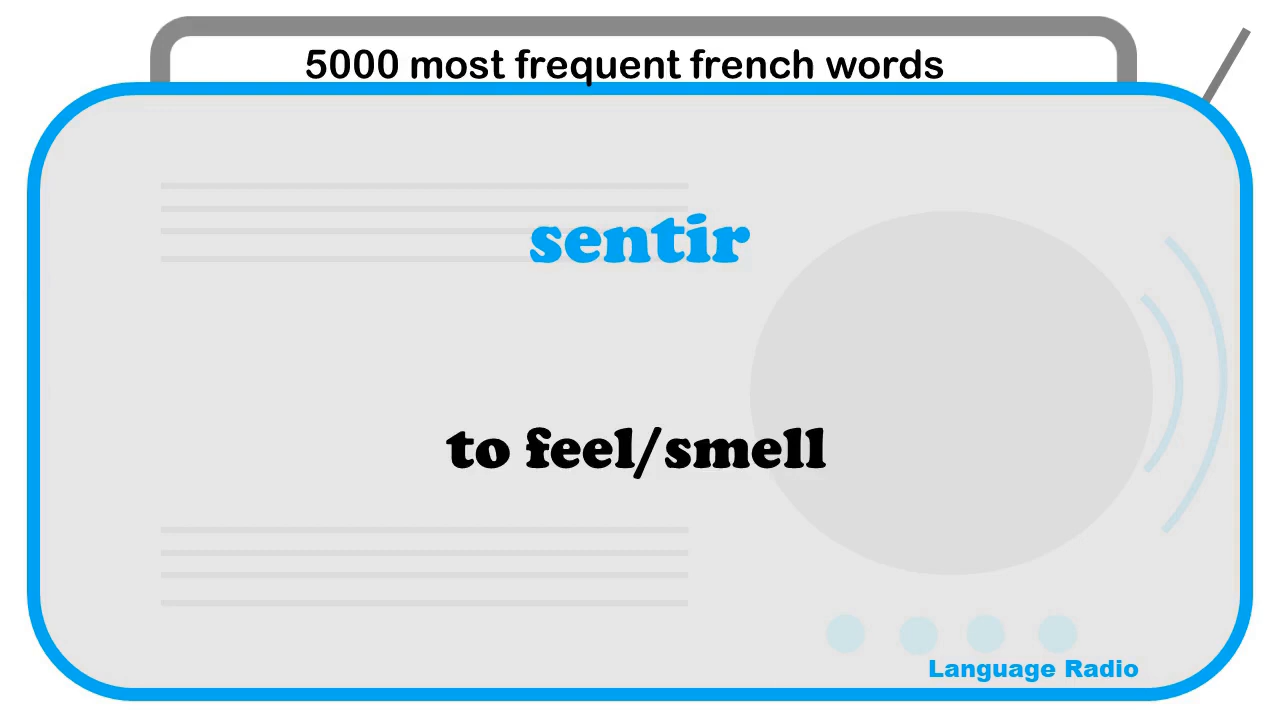 5000 most frequent french words
sentir
to feel/smell
Language Radio